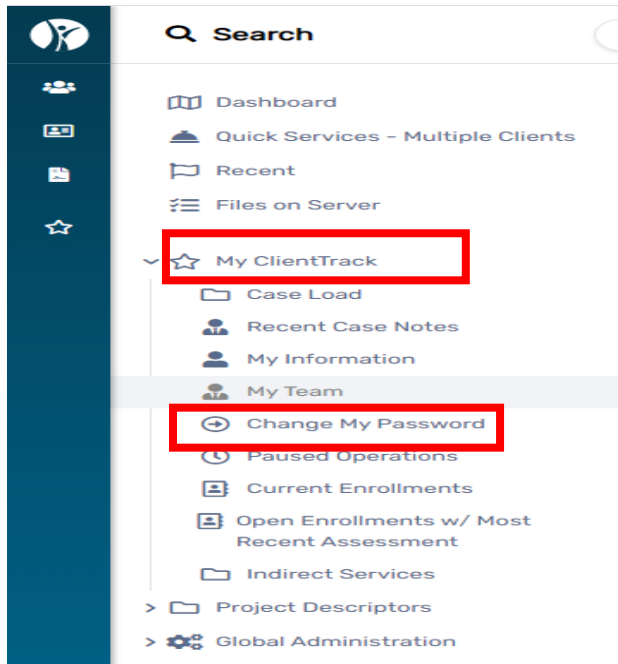 Search
Dashboard
Quick Services - Multiple Clients
Recent
Files on Server
My ClientTrack
Case Load
Recent Case Notes
My Information
My Team
Change My Password
Paused Operations
Current Enrollments
Open Enrollments w/ Most
Recent Assessment
Indirect Services
Project Descriptors
Global Administration